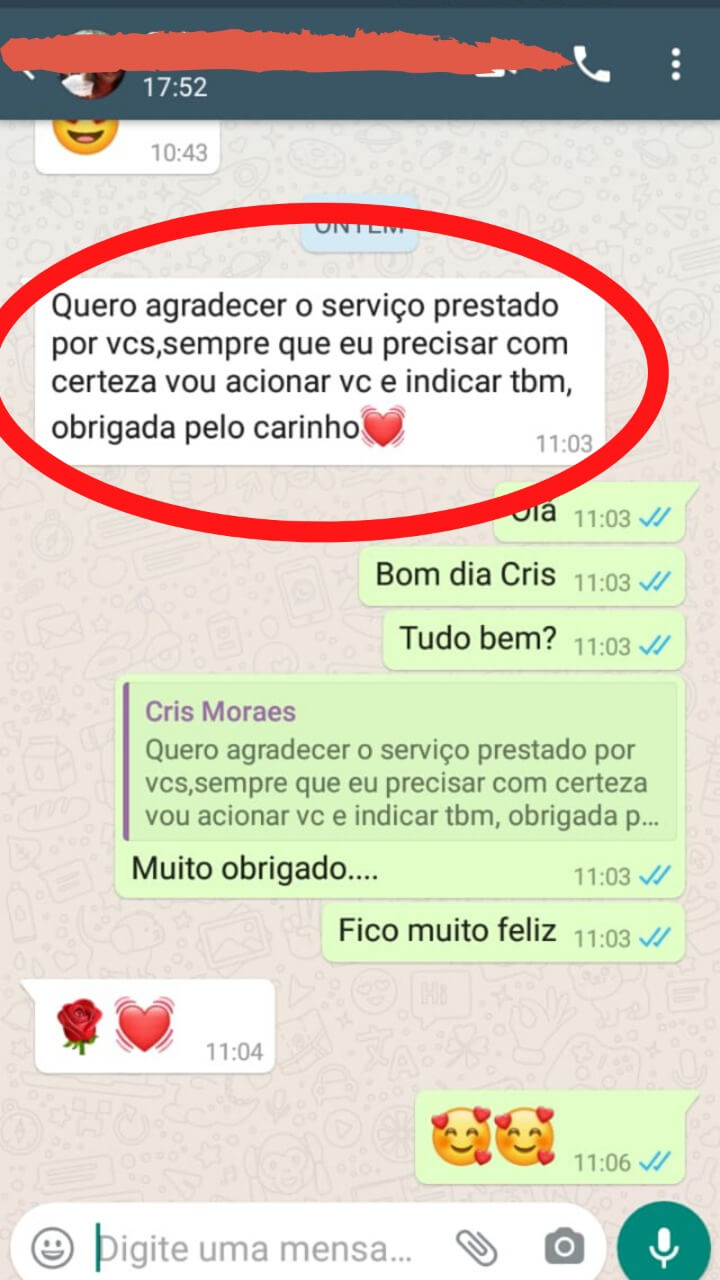 17:52
10:43
ONTEM
Quero agradecer o serviço prestado
por vcs,sempre que eu precisar com
certeza vou acionar vc e indicar tbm,
obrigada pelo carinho
11:03
Olá 11:03
Bom dia Cris 11:03
Tudo bem? 11:03
Cris Moraes
Quero agradecer o serviço prestado por
vcs,sempre que eu precisar com certeza
vou acionar vc e indicar tbm, obrigada p...
Muito obrigado.... 11:03
Fico muito feliz 11:03
11:04
11:06
Digite uma mensa...